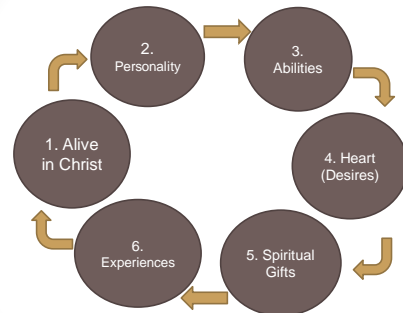 1. Alive
in Christ
2.
Personality
3.
Abilities
4. Heart
(Desires)
5. Spiritual
Gifts
6.
Experiences